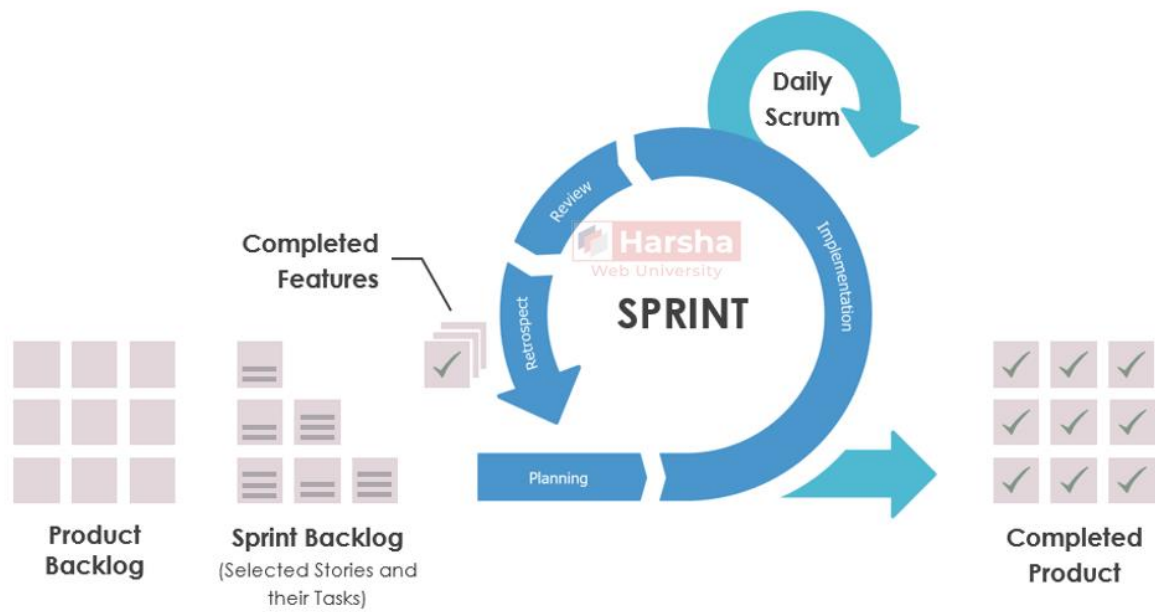 Daily
Scrum
Review
Implementation
Completed
Features
Harsha
Web University
SPRINT
Retrospect
Planning
Product
Backlog
Sprint Backlog
(Selected Stories and
their Tasks)
Completed
Product